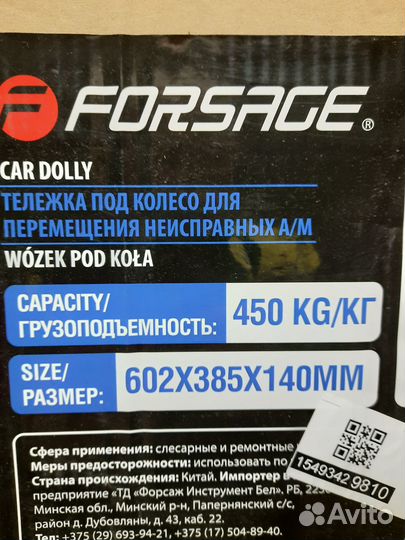 FORSAGE®
CAR DOLLY
ТЕЛЕЖКА ПОД КОЛЕСО ДЛЯ
ПЕРЕМЕЩЕНИЯ НЕИСПРАВНЫХ А/М
WÓZEK POD KOŁA
CAPACITY/
ГРУЗОПОДЪЕМНОСТЬ:
450 KG/КГ
SIZE/
РАЗМЕР:
602X385X140MM
Сфера применения: слесарные и ремонтные
Меры предосторожности: использовать по
Страна происхождения: Китай. Импортер в
предприятие «ТД «Форсаж Инструмент Бел». РБ,
Минская обл., Минский р-н, Папернянский с/с,
район д. Дубовляны, д. 43, каб. 22.
Тел.: +375 (29) 693-94-21, +375 (17) 504-89-40.
1549342 9810
Avito